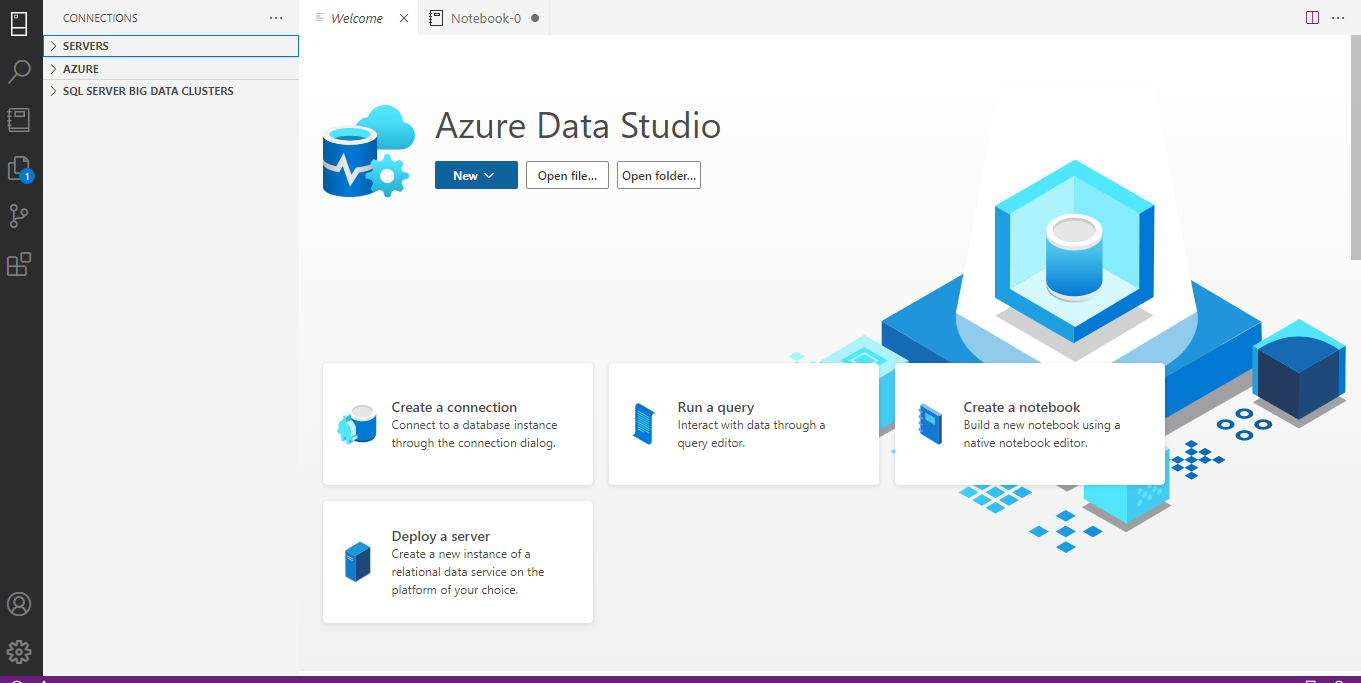 CONNECTIONS
SERVERS
AZURE
SQL SERVER BIG DATA CLUSTERS
Welcome
Notebook-0
1
Azure Data Studio
New
Open file...
Open folder...
Create a connection
Connect to a database instance
through the connection dialog.
Run a query
Interact with data through a
query editor.
Create a notebook
Build a new notebook using a
native notebook editor.
Deploy a server
Create a new instance of a
relational data service on the
platform of your choice.